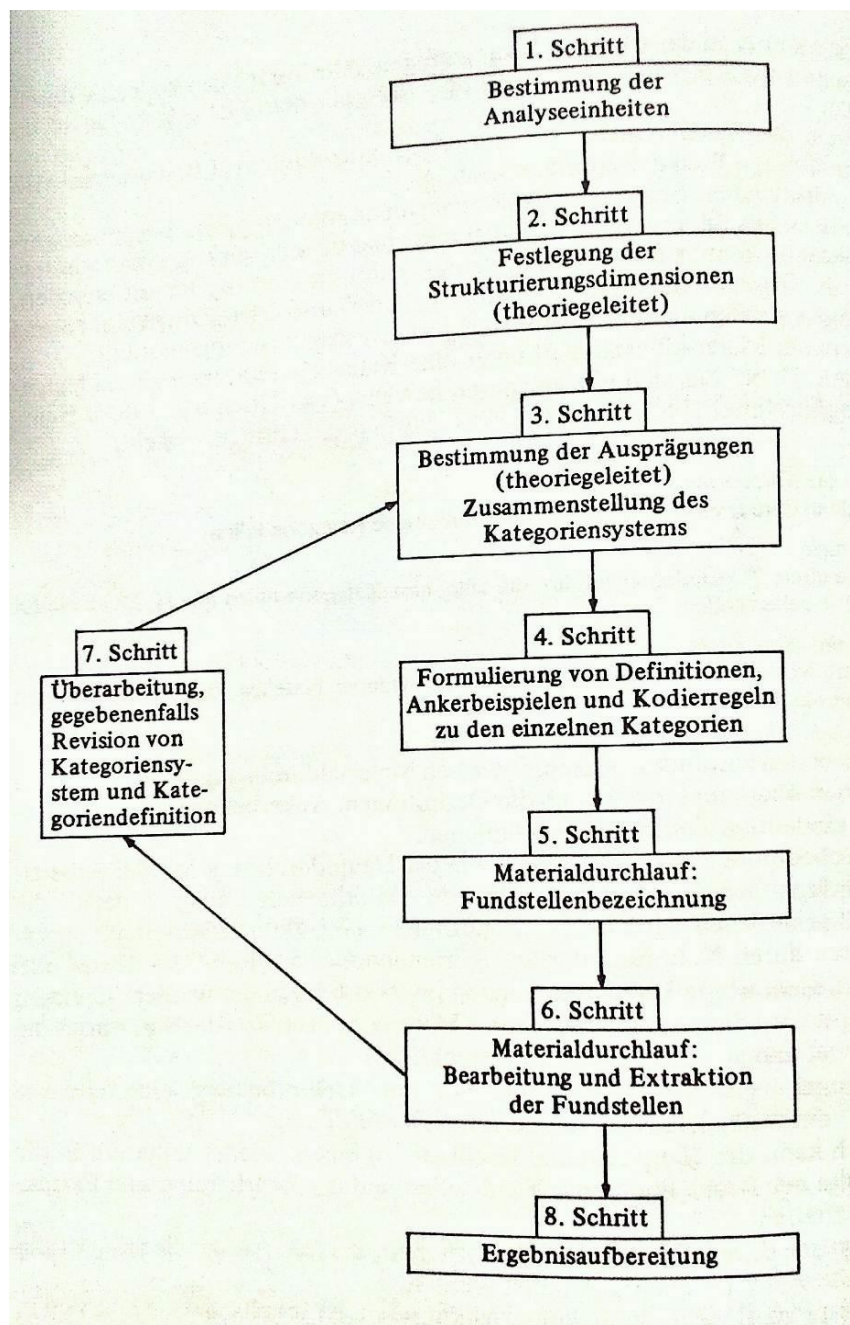 1. Schritt
Bestimmung der
Analyseeinheiten
2. Schritt
Festlegung der
Strukturierungsdimensionen
(theoriegeleitet)
3. Schritt
Bestimmung der Ausprägungen
(theoriegeleitet)
Zusammenstellung des
Kategoriensystems
4. Schritt
Formulierung von Definitionen,
Ankerbeispielen und Kodierregeln
zu den einzelnen Kategorien
5. Schritt
Materialdurchlauf:
Fundstellenbezeichnung
6. Schritt
Materialdurchlauf:
Bearbeitung und Extraktion
der Fundstellen
7. Schritt
Überarbeitung,
gegebenenfalls
Revision von
Kategoriensy-
stem und Kate-
goriendefinition
8. Schritt
Ergebnisaufbereitung